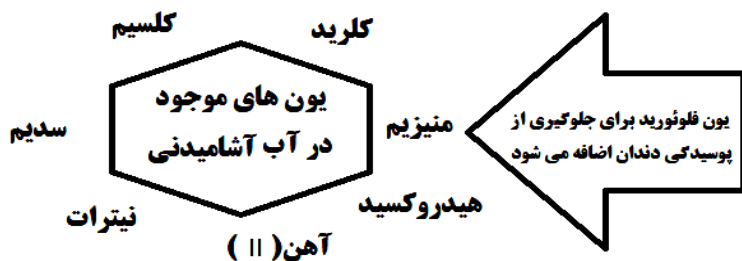 کلسیم
کلرید
یون های موجود
در آب آشامیدنی
سدیم
منیزیم
نیترات
هیدروکسید
آهن( II )
یون فلوئورید برای جلوگیری از
پوسیدگی دندان اضافه می شود